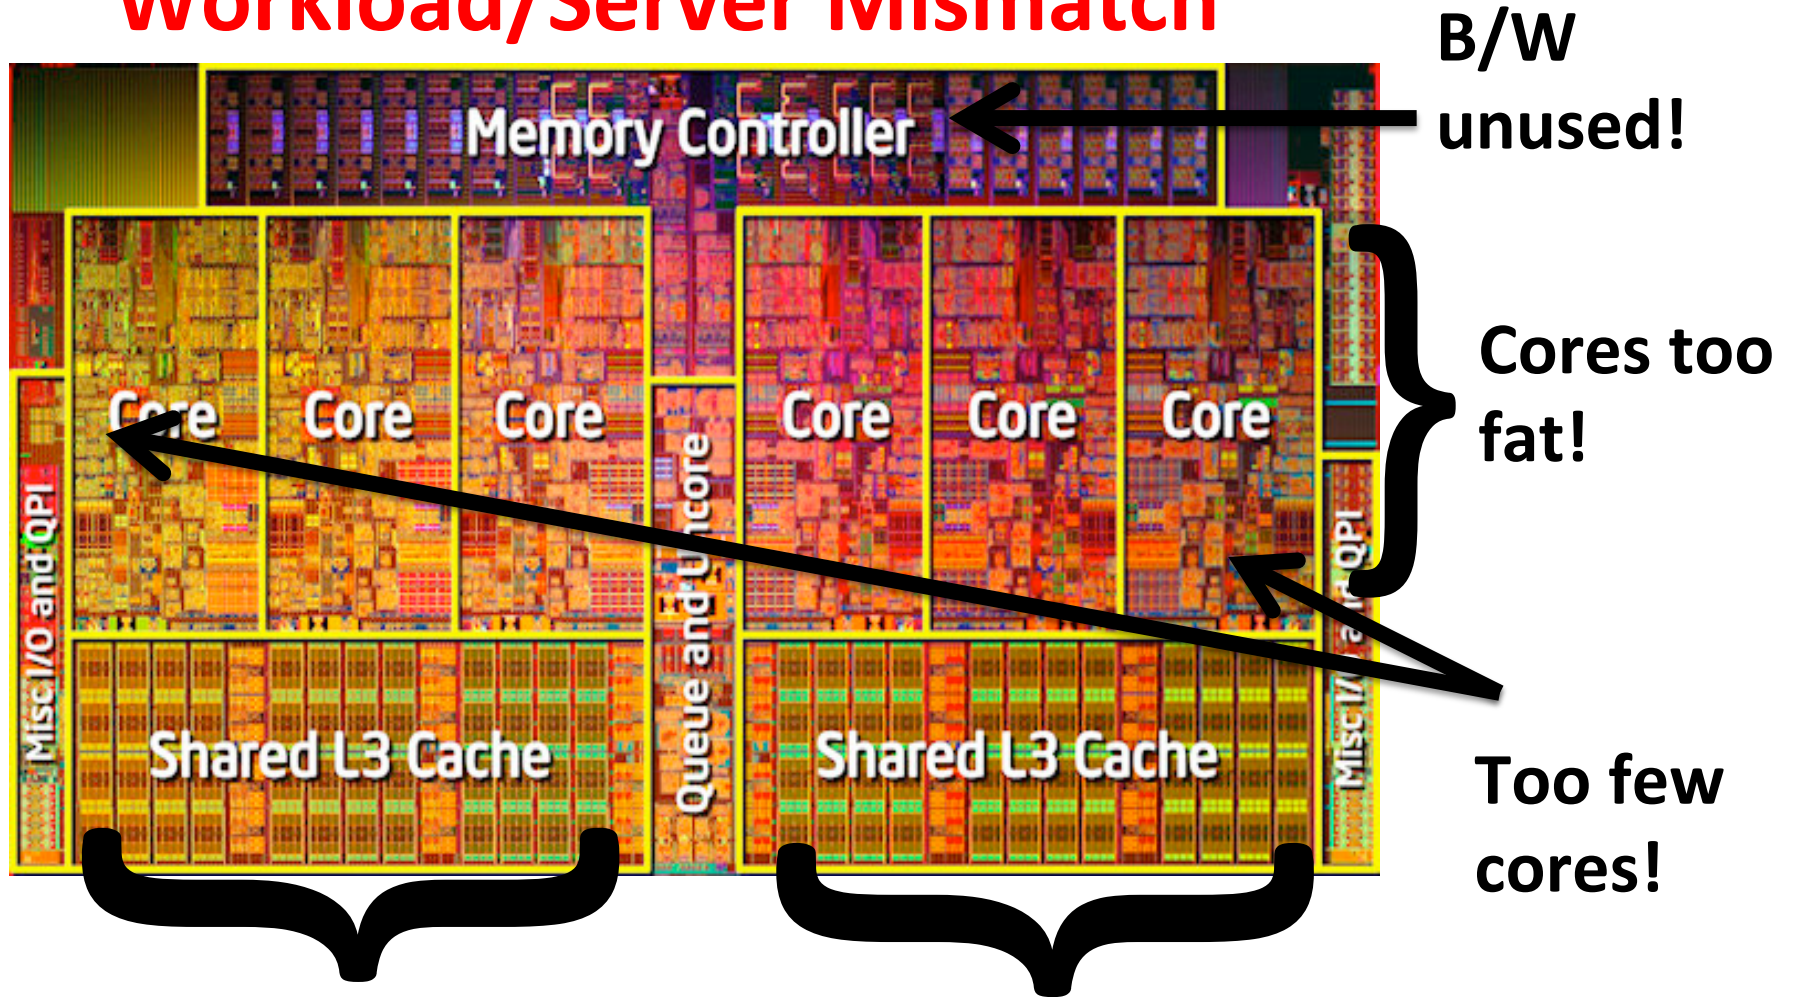 Workload/Server Mismatch
B/W
unused!
Memory Controller
Cores too
fat!
Core Core Core Core Core Core
Misc I/O and QPI
Queue and Uncore
Misc I/O and QPI
Shared L3 Cache Shared L3 Cache
Too few
cores!